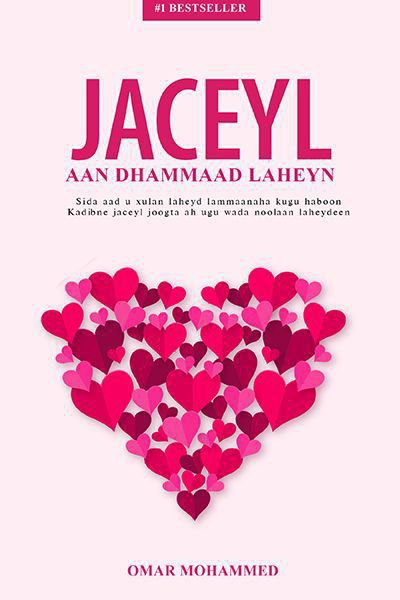 #1 BESTSELLER
JACEYL
AAN DHAMMAAD LAHEYN
Sida aad u xulan laheyd lammaanaha kugu haboon
Kadibne jaceyl joogta ah ugu wada noolaan laheydeen
OMAR MOHAMMED